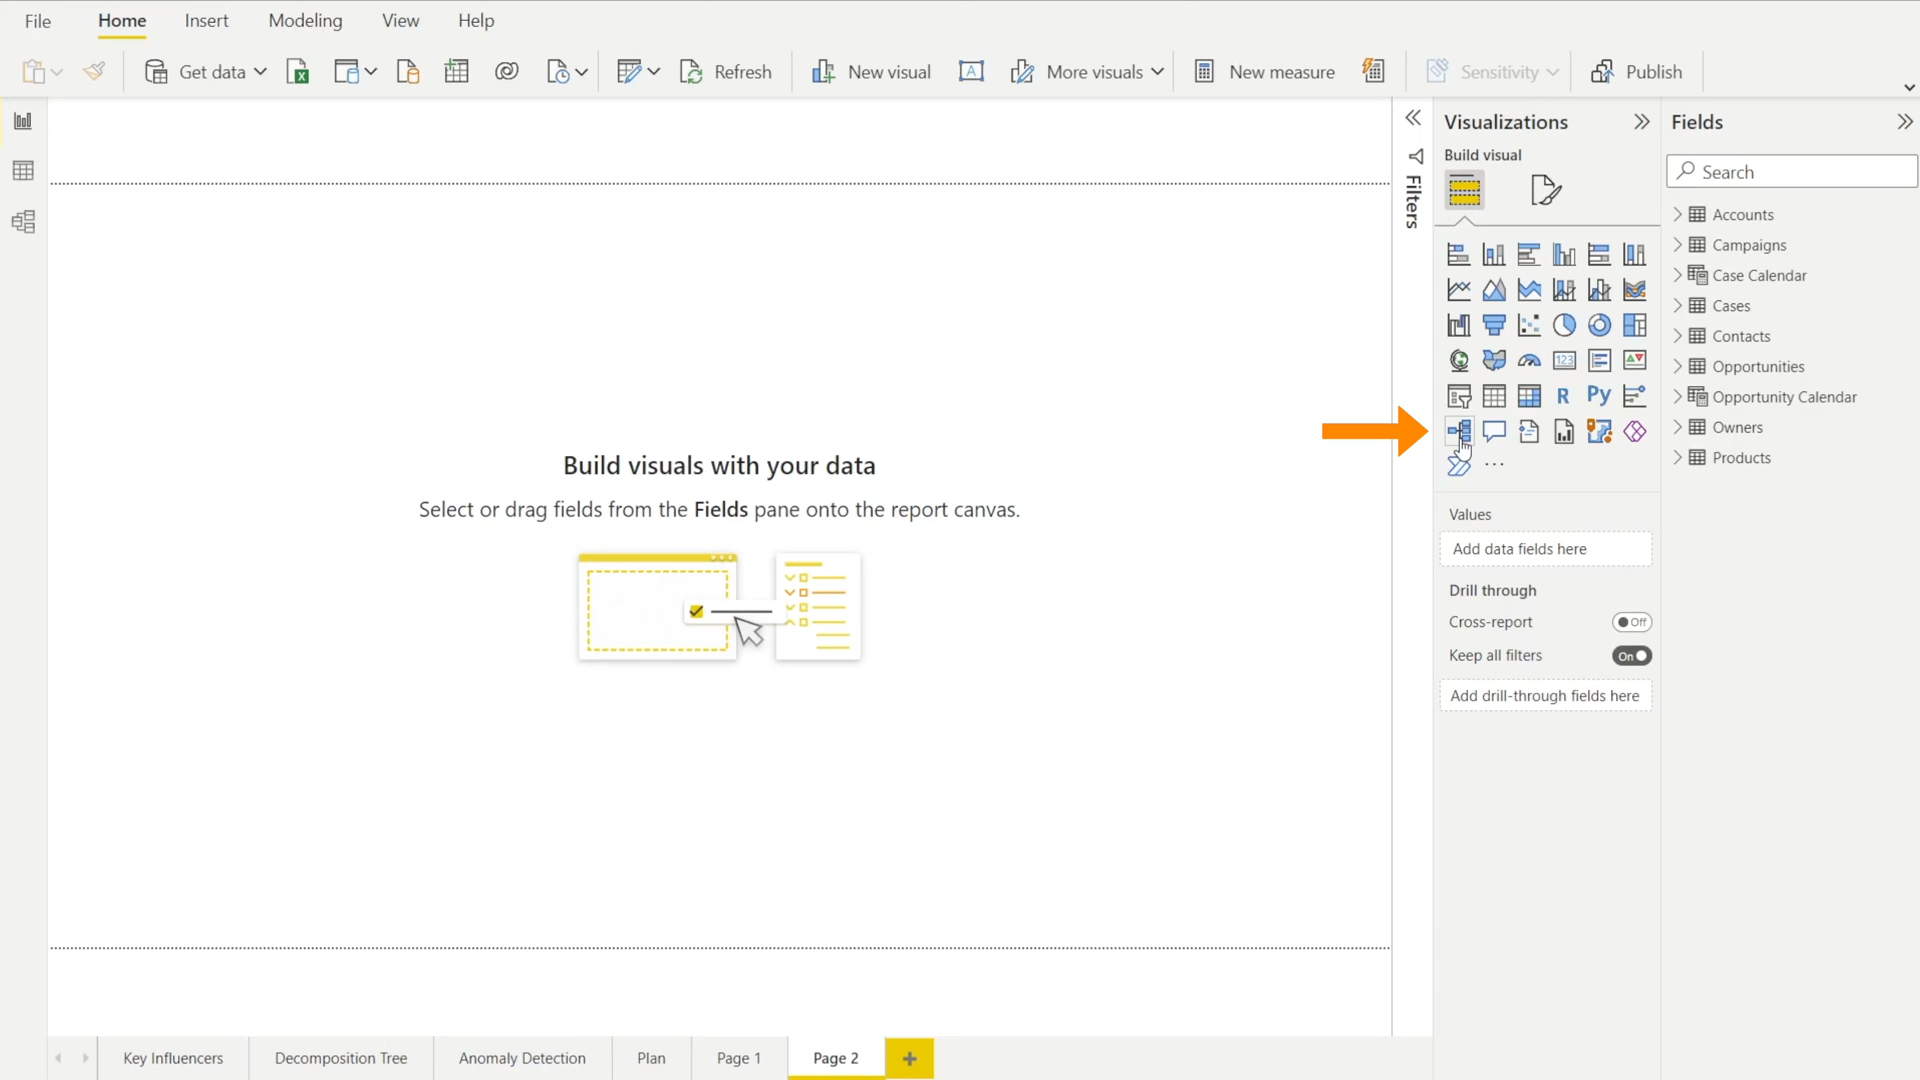 File Home Insert Modeling View Help
Get data Refresh New visual A More visuals New measure Sensitivity Publish
Filters
Visualizations
Build visual
123
R Py
Values
Add data fields here
Drill through
Cross-report Off
Keep all filters On
Add drill-through fields here
Fields
Search
Accounts
Campaigns
Case Calendar
Cases
Contacts
Opportunities
Opportunity Calendar
Owners
Products
Build visuals with your data
Select or drag fields from the Fields pane onto the report canvas.
Key Influencers Decomposition Tree Anomaly Detection Plan Page 1 Page 2 +